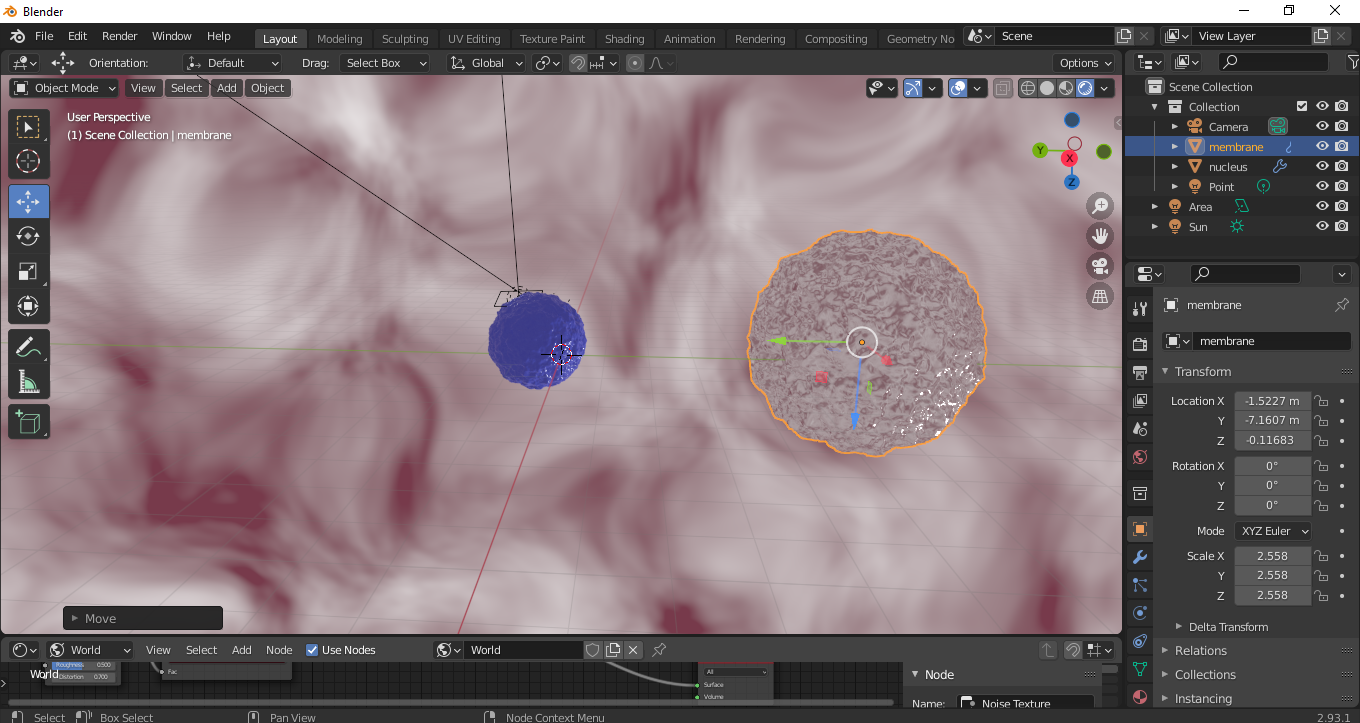 Blender
File Edit Render Window Help Layout Modeling Sculpting UV Editing Texture Paint Shading Animation Rendering Compositing Geometry No Scene View Layer
Orientation: Default Drag: Select Box Global Options
Object Mode View Select Add Object
User Perspective
(1) Scene Collection | membrane
Y
X
Z
Move
Scene Collection
Collection
Camera
membrane
nucleus
Point
Area
Sun
membrane
membrane
Transform
Location X -1.5227 m
Y -7.1607 m
Z -0.11683
Rotation X 0°
Y 0°
Z 0°
Mode XYZ Euler
Scale X 2.558
Y 2.558
Z 2.558
Delta Transform
Relations
Collections
Instancing
World View Select Add Node Use Nodes World
Roughness 0.500
Distortion 0.700
World
Fac
All
Surface
Volume
Node
Name: Noise Texture
Select Box Select Pan View Node Context Menu 2.93.1